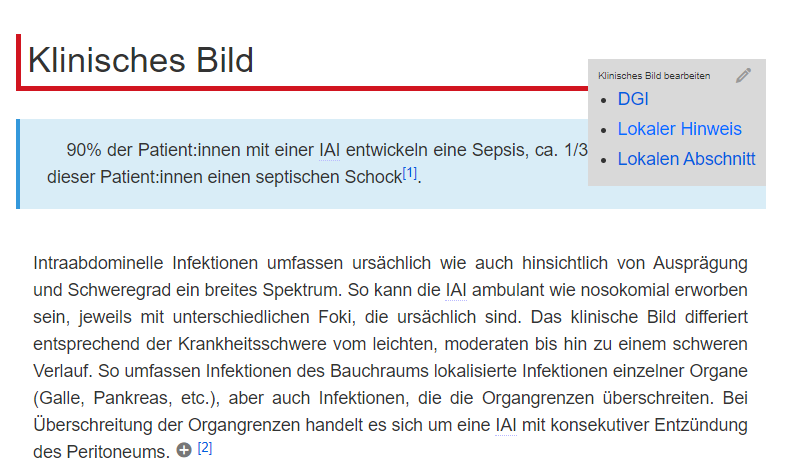 Klinisches Bild
Klinisches Bild bearbeiten
DGI
Lokaler Hinweis
Lokalen Abschnitt
90% der Patient:innen mit einer IAI entwickeln eine Sepsis, ca. 1/3
dieser Patient:innen einen septischen Schock[1].
Intraabdominelle Infektionen umfassen ursächlich wie auch hinsichtlich von Ausprägung
und Schweregrad ein breites Spektrum. So kann die IAI ambulant wie nosokomial erworben
sein, jeweils mit unterschiedlichen Foki, die ursächlich sind. Das klinische Bild differiert
entsprechend der Krankheitsschwere vom leichten, moderaten bis hin zu einem schweren
Verlauf. So umfassen Infektionen des Bauchraums lokalisierte Infektionen einzelner Organe
(Galle, Pankreas, etc.), aber auch Infektionen, die die Organgrenzen überschreiten. Bei
Überschreitung der Organgrenzen handelt es sich um eine IAI mit konsekutiver Entzündung
des Peritoneums. [2]